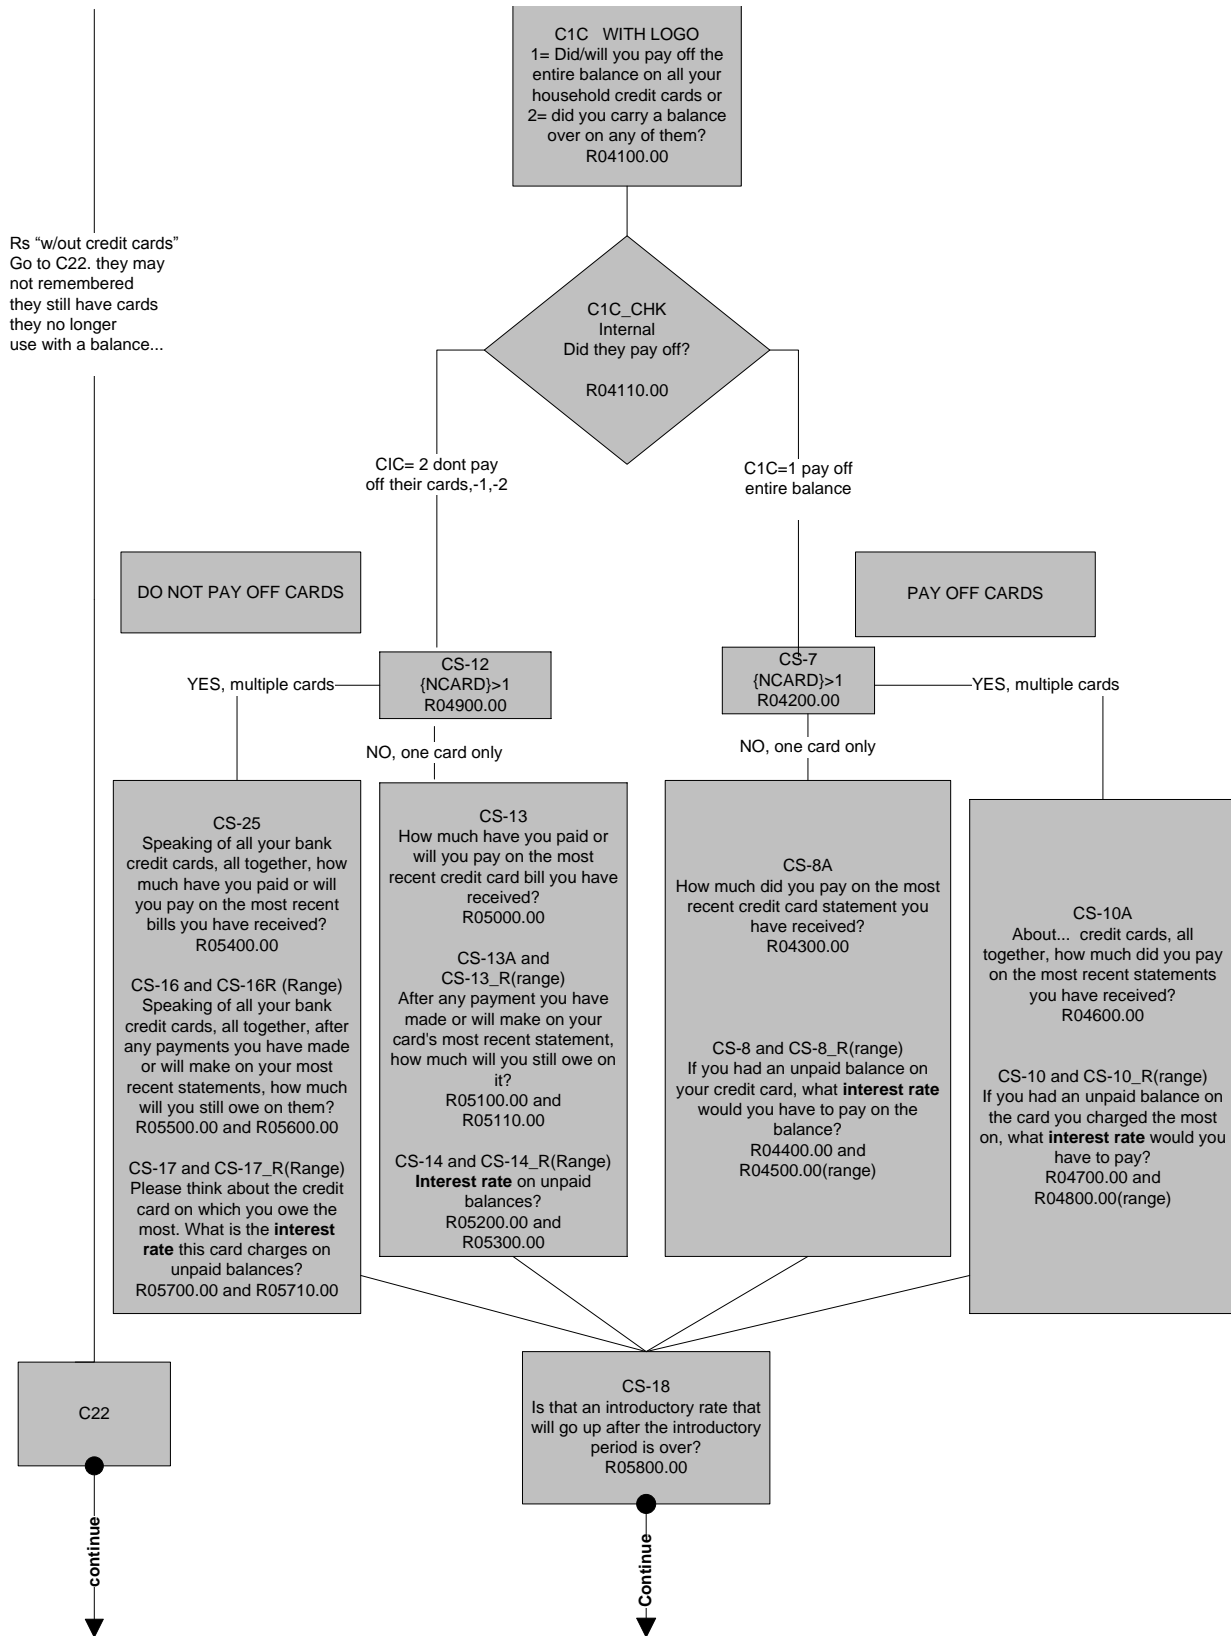 C1C WITH LOGO
1= Did/will you pay off the
entire balance on all your
household credit cards or
2= did you carry a balance
over on any of them?
R04100.00
Rs “w/out credit cards”
Go to C22. they may
not remembered
they still have cards
they no longer
use with a balance...
C1C_CHK
Internal
Did they pay off?
R04110.00
CIC= 2 dont pay
off their cards,-1,-2
C1C=1 pay off
entire balance
DO NOT PAY OFF CARDS
PAY OFF CARDS
YES, multiple cards
CS-12
{NCARD}>1
R04900.00
CS-7
{NCARD}>1
R04200.00
YES, multiple cards
NO, one card only
NO, one card only
CS-25
Speaking of all your bank
credit cards, all together, how
much have you paid or will
you pay on the most recent
bills you have received?
R05400.00
CS-16 and CS-16R (Range)
Speaking of all your bank
credit cards, all together, after
any payments you have made
or will make on your most
recent statements, how much
will you still owe on them?
R05500.00 and R05600.00
CS-17 and CS-17_R(Range)
Please think about the credit
card on which you owe the
most. What is the interest
rate this card charges on
unpaid balances?
R05700.00 and R05710.00
CS-13
How much have you paid or
will you pay on the most
recent credit card bill you have
received?
R05000.00
CS-13A and
CS-13_R(range)
After any payment you have
made or will make on your
card's most recent statement,
how much will you still owe on
it?
R05100.00 and
R05110.00
CS-14 and CS-14_R(Range)
Interest rate on unpaid
balances?
R05200.00 and
R05300.00
CS-8A
How much did you pay on the most
recent credit card statement you
have received?
R04300.00
CS-8 and CS-8_R(range)
If you had an unpaid balance on
your credit card, what interest rate
would you have to pay on the
balance?
R04400.00 and
R04500.00(range)
CS-10A
About... credit cards, all
together, how much did you pay
on the most recent statements
you have received?
R04600.00
CS-10 and CS-10_R(range)
If you had an unpaid balance on
the card you charged the most
on, what interest rate would you
have to pay?
R04700.00 and
R04800.00(range)
C22
CS-18
Is that an introductory rate that
will go up after the introductory
period is over?
R05800.00
continue
Continue